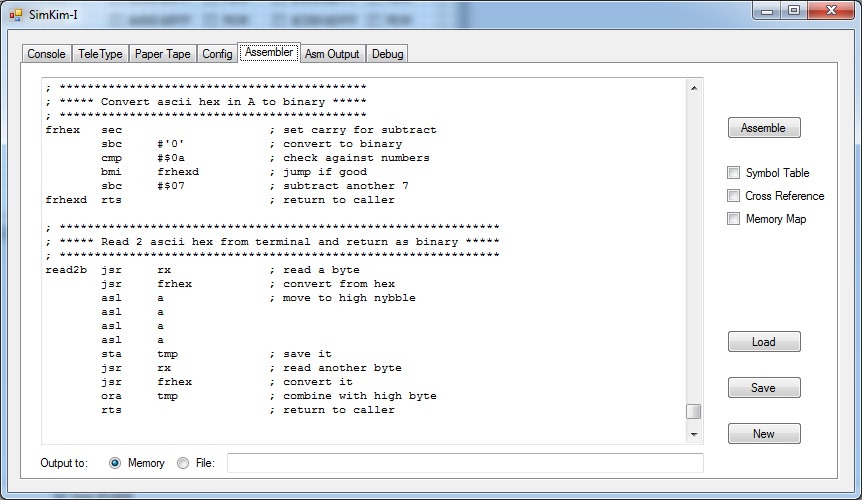 SimKim-I
Console TeleType Paper Tape Config Assembler Asm Output Debug
; ********************************************
; ***** Convert ascii hex in A to binary *****
; ********************************************
frhex   sec                     ; set carry for subtract
        sbc     #'0'            ; convert to binary
        cmp     #$0a            ; check against numbers
        bmi     frhexd          ; jump if good
        sbc     #$07            ; subtract another 7
frhexd  rts                     ; return to caller
; ***************************************************************
; ***** Read 2 ascii hex from terminal and return as binary *****
; ***************************************************************
read2b  jsr     rx              ; read a byte
        jsr     frhex           ; convert from hex
        asl     a               ; move to high nybble
        asl     a
        asl     a
        asl     a
        sta     tmp             ; save it
        jsr     rx              ; read another byte
        jsr     frhex           ; convert it
        ora     tmp             ; combine with high byte
        rts                     ; return to caller
Assemble
Symbol Table
Cross Reference
Memory Map
Load
Save
New
Output to: Memory File: